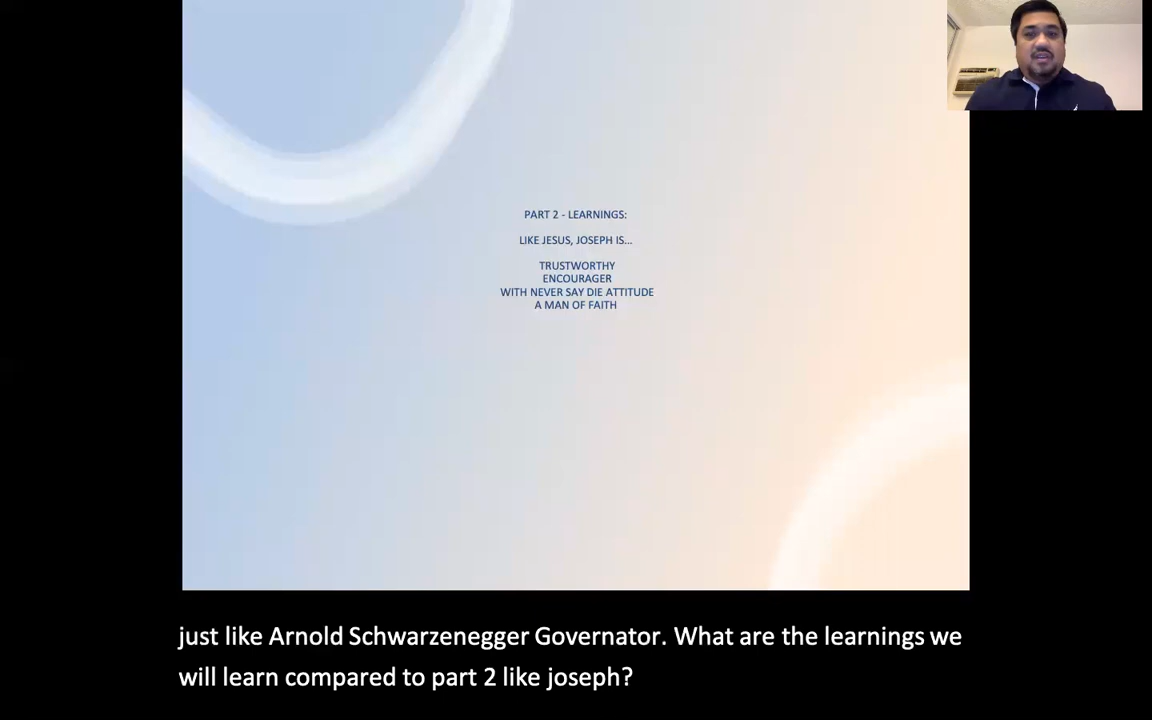 PART 2 - LEARNINGS:
LIKE JESUS, JOSEPH IS...
TRUSTWORTHY
ENCOURAGER
WITH NEVER SAY DIE ATTITUDE
A MAN OF FAITH
just like Arnold Schwarzenegger Governator. What are the learnings we
will learn compared to part 2 like joseph?